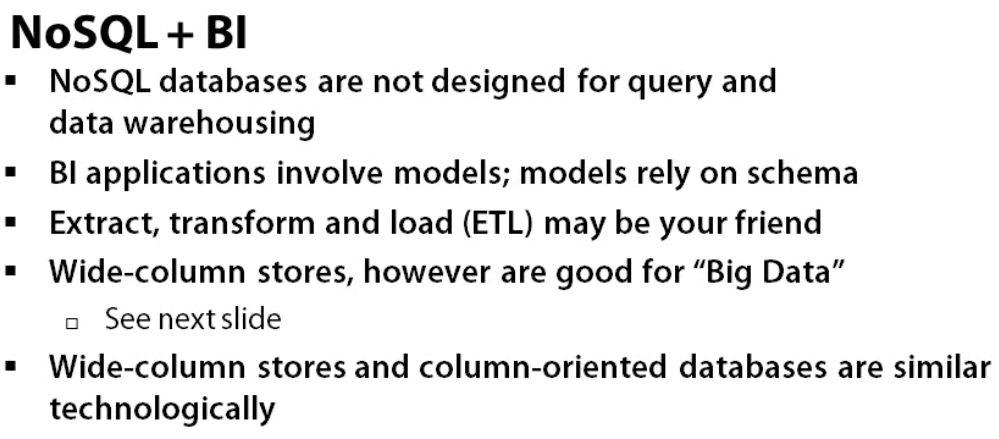 NoSQL + BI
▪ NoSQL databases are not designed for query and
data warehousing
▪ BI applications involve models; models rely on schema
▪ Extract, transform and load (ETL) may be your friend
▪ Wide-column stores, however are good for “Big Data”
□ See next slide
▪ Wide-column stores and column-oriented databases are similar
technologically